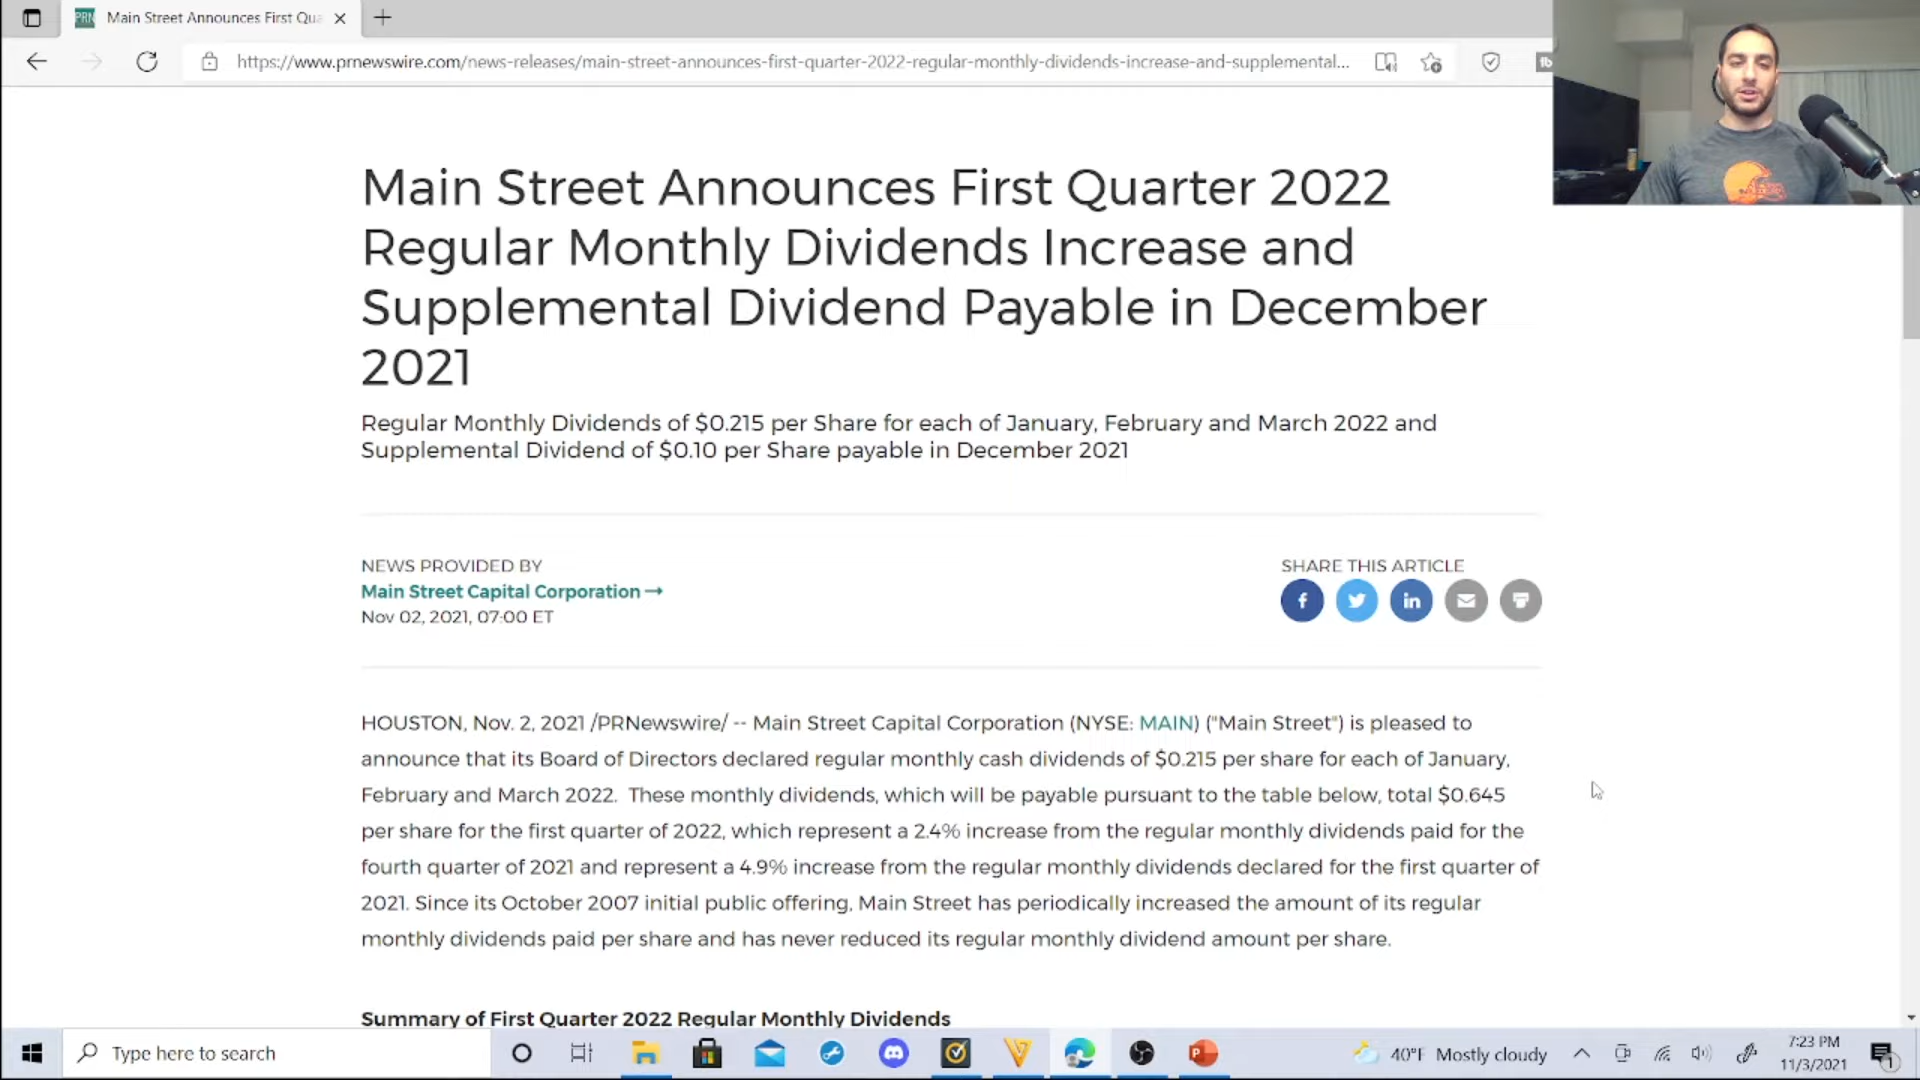 PRN Main Street Announces First Qua
https://www.prnewswire.com/news-releases/main-street-announces-first-quarter-2022-regular-monthly-dividends-increase-and-supplemental...
Main Street Announces First Quarter 2022
Regular Monthly Dividends Increase and
Supplemental Dividend Payable in December
2021
Regular Monthly Dividends of $0.215 per Share for each of January, February and March 2022 and
Supplemental Dividend of $0.10 per Share payable in December 2021
NEWS PROVIDED BY
Main Street Capital Corporation →
Nov 02, 2021, 07:00 ET
SHARE THIS ARTICLE
HOUSTON, Nov. 2, 2021 /PRNewswire/ -- Main Street Capital Corporation (NYSE: MAIN) ("Main Street") is pleased to
announce that its Board of Directors declared regular monthly cash dividends of $0.215 per share for each of January,
February and March 2022.  These monthly dividends, which will be payable pursuant to the table below, total $0.645
per share for the first quarter of 2022, which represent a 2.4% increase from the regular monthly dividends paid for the
fourth quarter of 2021 and represent a 4.9% increase from the regular monthly dividends declared for the first quarter of
2021. Since its October 2007 initial public offering, Main Street has periodically increased the amount of its regular
monthly dividends paid per share and has never reduced its regular monthly dividend amount per share.
Summary of First Quarter 2022 Regular Monthly Dividends
Type here to search
40°F Mostly cloudy
7:23 PM
11/3/2021